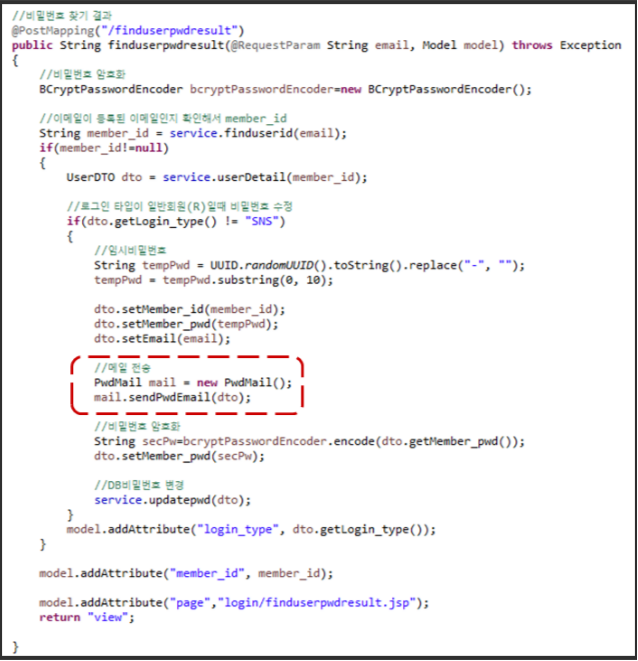 //비밀번호 찾기 결과
@PostMapping("/finduserpwdresult")
public String finduserpwdresult(@RequestParam String email, Model model) throws Exception
{
//비밀번호 암호화
BCryptPasswordEncoder bcryptPasswordEncoder=new BCryptPasswordEncoder();
//이메일이 등록된 이메일인지 확인해서 member_id
String member_id = service.finduserid(email);
if(member_id!=null)
{
UserDTO dto = service.userDetail(member_id);
//로그인 타입이 일반회원(R)일때 비밀번호 수정
if(dto.getLogin_type() != "SNS")
{
//임시비밀번호
String tempPwd = UUID.randomUUID().toString().replace("-", "");
tempPwd = tempPwd.substring(0, 10);
dto.setMember_id(member_id);
dto.setMember_pwd(tempPwd);
dto.setEmail(email);
//메일 전송
PwdMail mail = new PwdMail();
mail.sendPwdEmail(dto);
//비밀번호 암호화
String secPw=bcryptPasswordEncoder.encode(dto.getMember_pwd());
dto.setMember_pwd(secPw);
//DB비밀번호 변경
service.updatepwd(dto);
}
model.addAttribute("login_type", dto.getLogin_type());
}
model.addAttribute("member_id", member_id);
model.addAttribute("page","login/finduserpwdresult.jsp");
return "view";
}